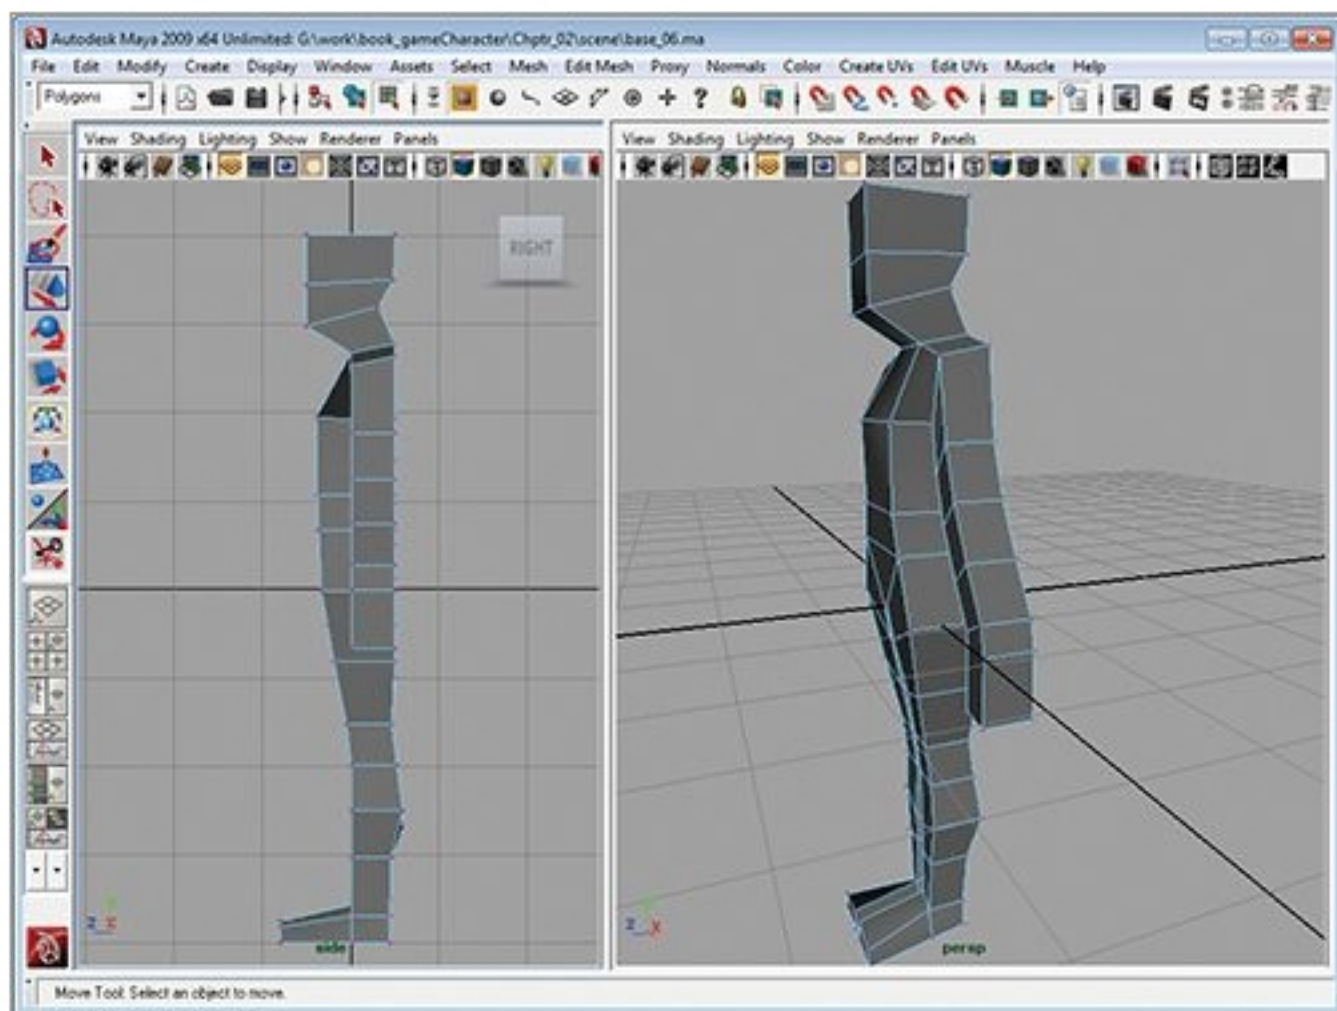 Autodesk Maya 2009 x64 Unlimited: G:\work\book_gameCharacter\Chptr_02\scene\base_06.ma
File Edit Modify Create Display Window Assets Select Mesh Edit Mesh Proxy Normals Color Create UVs Edit UVs Muscle Help
Polygons
View Shading Lighting Show Renderer Panels
View Shading Lighting Show Renderer Panels
RIGHT
z x
side
z x
persp
Move Tool: Select an object to move.